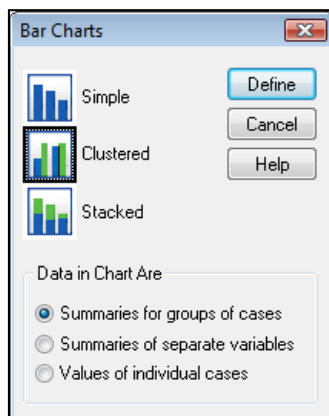 Bar Charts
Simple
Define
Cancel
Clustered
Help
Stacked
Data in Chart Are
Summaries for groups of cases
Summaries of separate variables
Values of individual cases